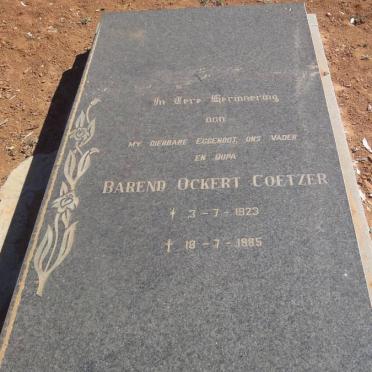 In Tere Herinnering
aan
MY DIERBARE EGGENOOT, ONS VADER
EN OUPA
BAREND OCKERT COETZER
† 3-7-1923
† 18-7-1985